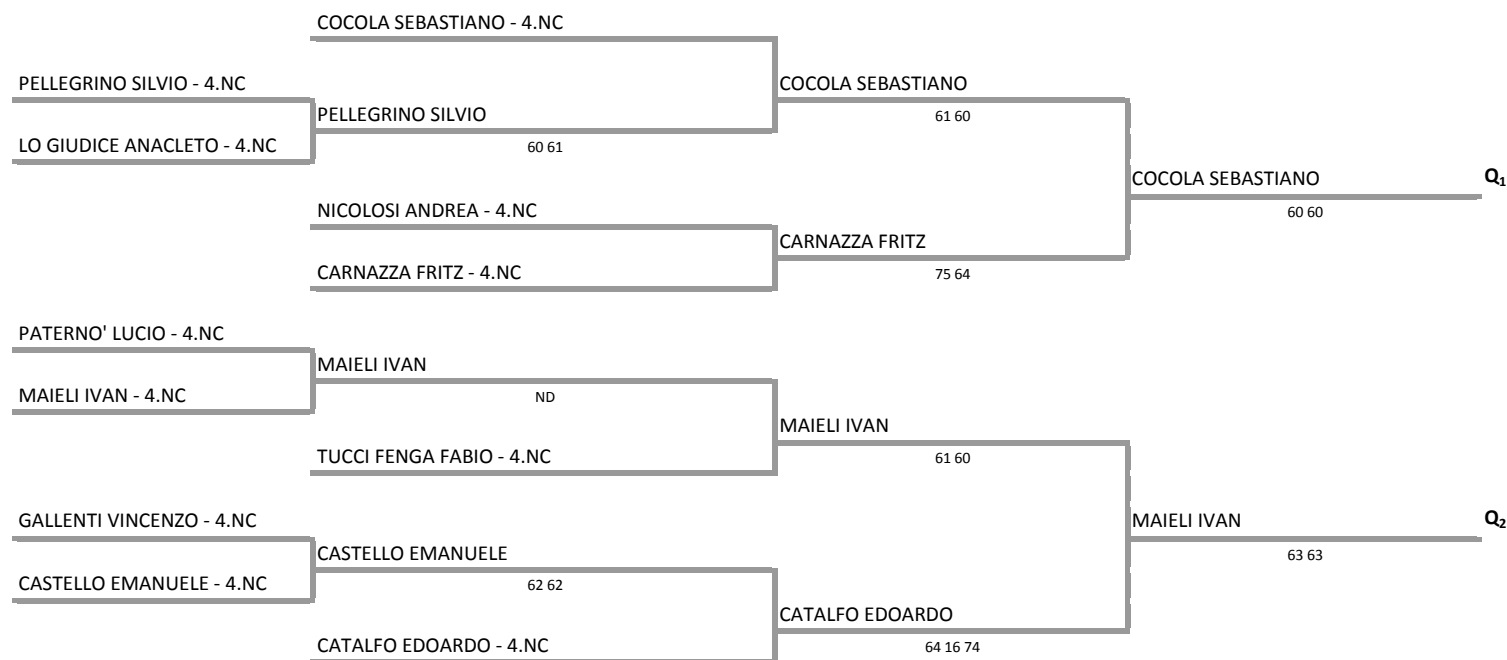 COCOLA SEBASTIANO - 4.NC
PELLEGRINO SILVIO - 4.NC
COCOLA SEBASTIANO
PELLEGRINO SILVIO
61 60
LO GIUDICE ANACLETO - 4.NC
60 61
COCOLA SEBASTIANO
Q1
NICOLOSI ANDREA - 4.NC
60 60
CARNAZZA FRITZ
CARNAZZA FRITZ - 4.NC
75 64
PATERNO' LUCIO - 4.NC
MAIELI IVAN
MAIELI IVAN - 4.NC
ND
MAIELI IVAN
TUCCI FENGA FABIO - 4.NC
61 60
GALLENTI VINCENZO - 4.NC
MAIELI IVAN
Q2
CASTELLO EMANUELE
63 63
CASTELLO EMANUELE - 4.NC
62 62
CATALFO EDOARDO
CATALFO EDOARDO - 4.NC
64 16 74